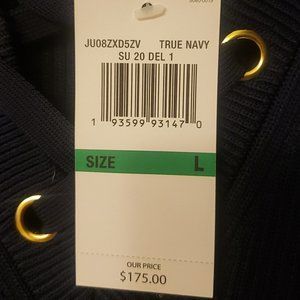 JU08ZXD5ZV TRUE NAVY
SU 20 DEL 1
1 93599 93147 0
SIZE L
OUR PRICE
$175.00